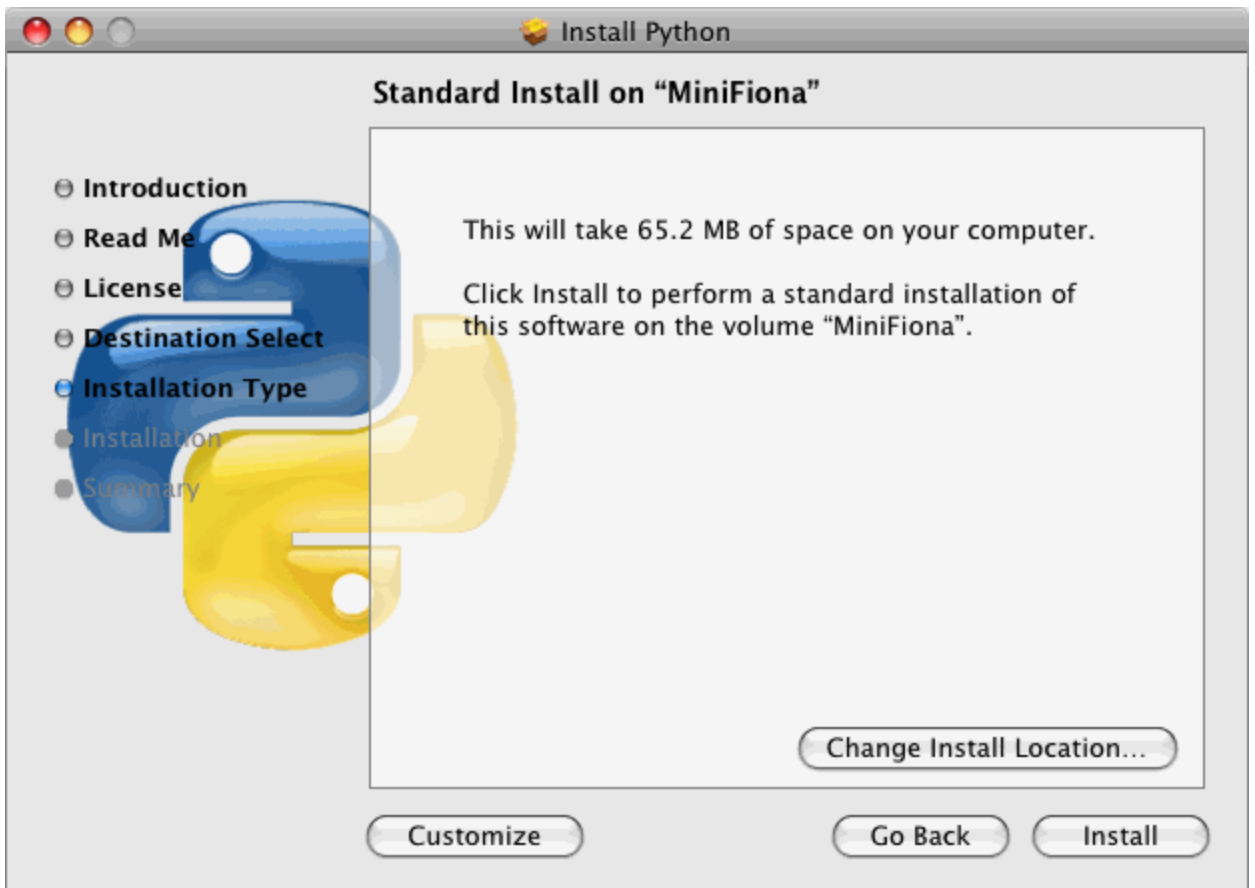 Install Python
Standard Install on “MiniFiona”
Introduction
Read Me
License
Destination Select
Installation Type
Installation
Summary
This will take 65.2 MB of space on your computer.
Click Install to perform a standard installation of
this software on the volume “MiniFiona”.
Change Install Location...
Customize
Go Back
Install